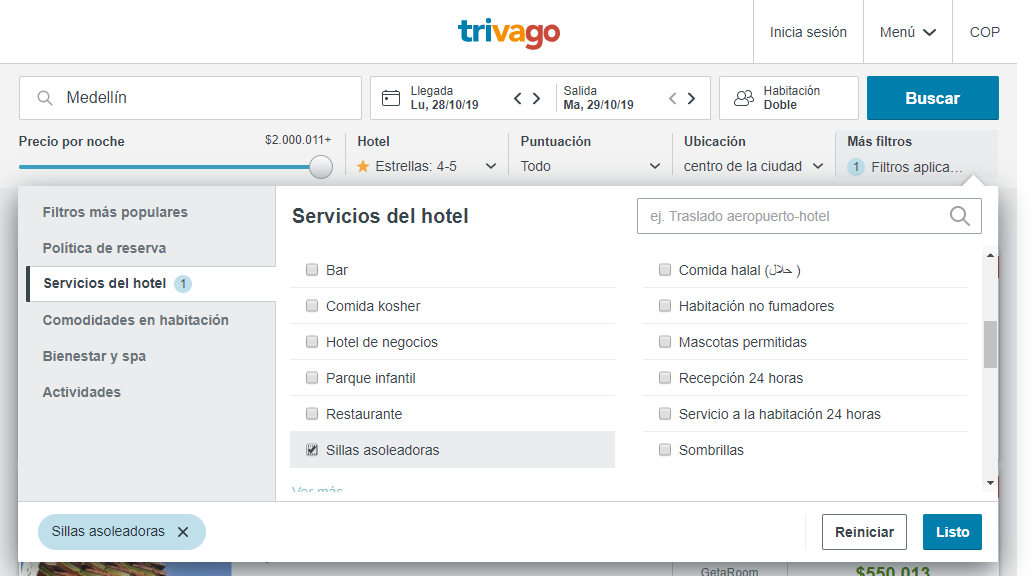 trivago
Inicia sesión
Menú
COP
Medellín
Llegada
Lu, 28/10/19
Salida
Ma, 29/10/19
Habitación
Doble
Buscar
Precio por noche
$2.000.011+
Hotel
Estrellas: 4-5
Puntuación
Todo
Ubicación
centro de la ciudad
Más filtros
1 Filtros aplica...
Filtros más populares
Política de reserva
Servicios del hotel 1
Comodidades en habitación
Bienestar y spa
Actividades
Servicios del hotel
ej. Traslado aeropuerto-hotel
Bar
Comida kosher
Hotel de negocios
Parque infantil
Restaurante
Sillas asoleadoras
Ver más
Comida halal (حلال)
Habitación no fumadores
Mascotas permitidas
Recepción 24 horas
Servicio a la habitación 24 horas
Sombrillas
Sillas asoleadoras
Reiniciar
Listo
GetaRoom
$550.013